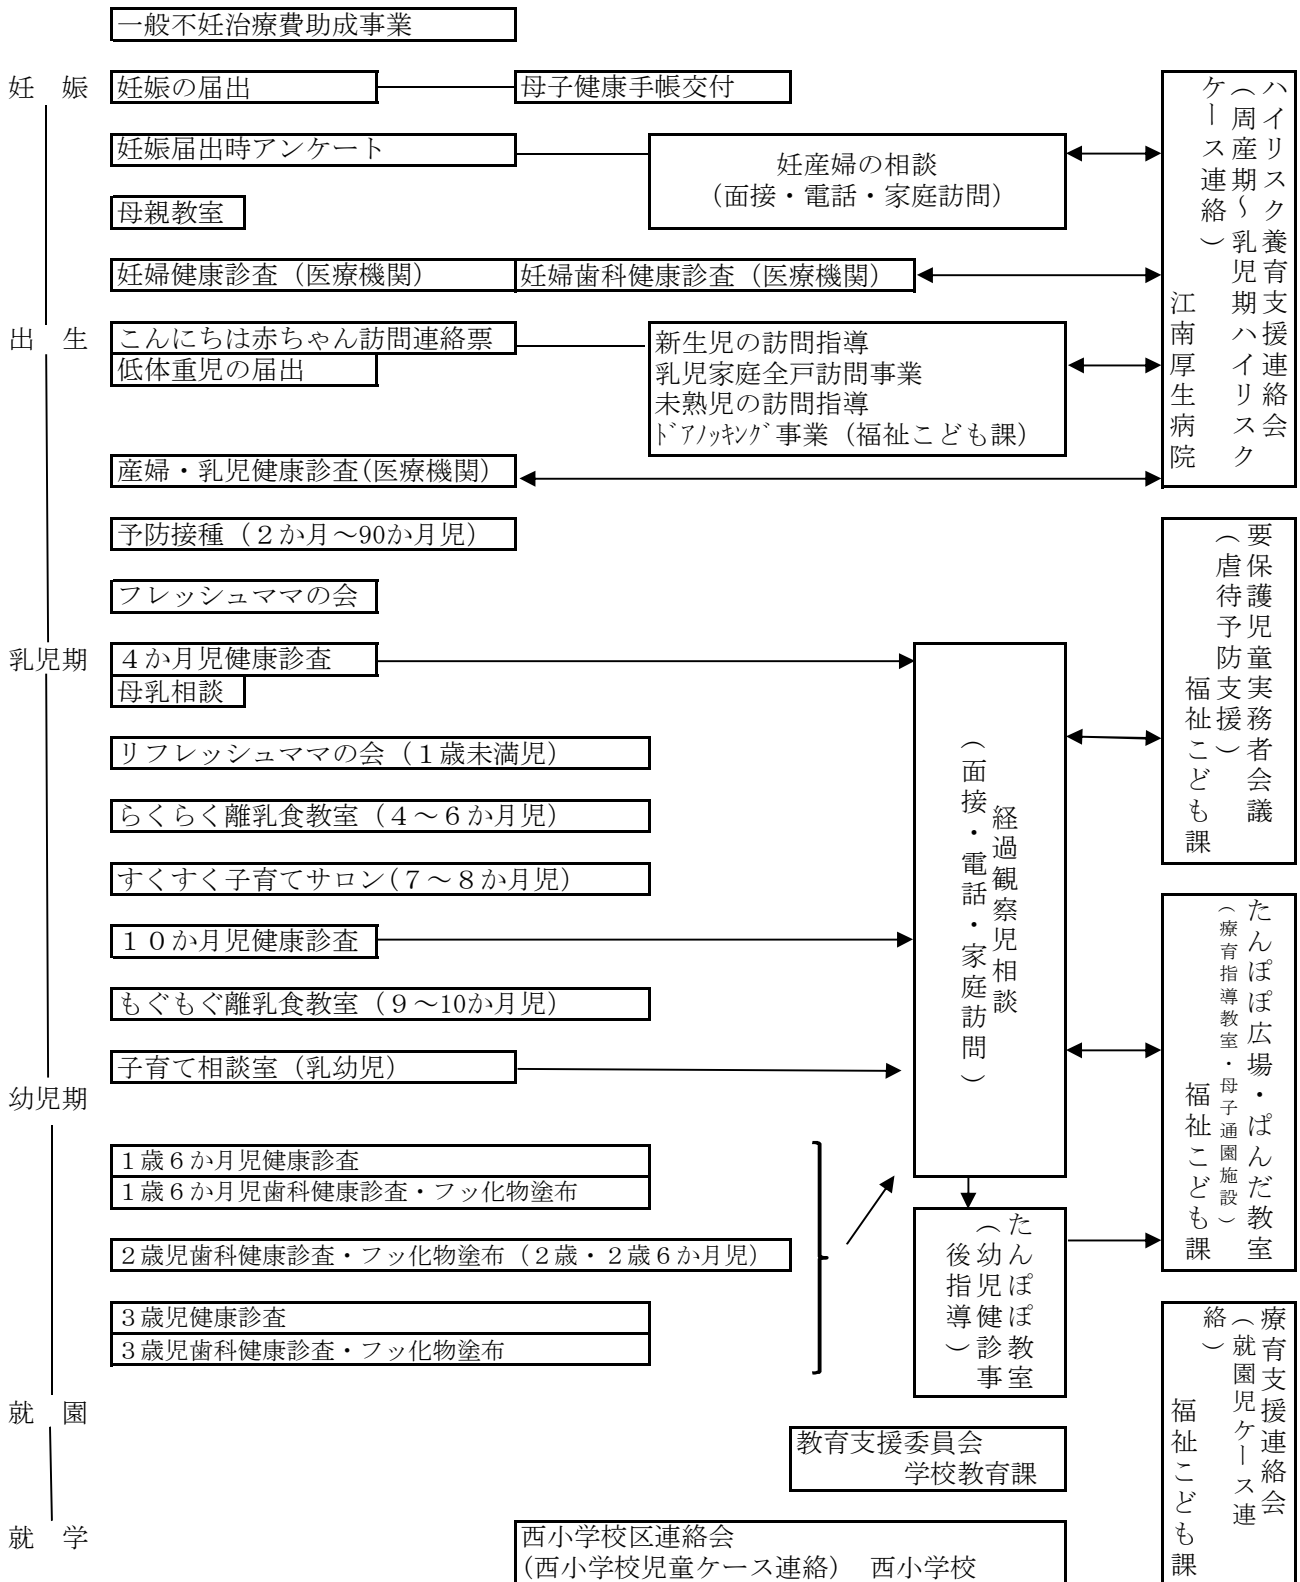 一般不妊治療費助成事業
妊　娠
妊娠の届出
母子健康手帳交付
妊娠届出時アンケート
妊産婦の相談
（面接・電話・家庭訪問）
母親教室
妊婦健康診査（医療機関）
妊婦歯科健康診査（医療機関）
ハイリスク養育支援連絡会
（周産期～乳児期ハイリスク
ケース連絡）
江南厚生病院
出　生
こんにちは赤ちゃん訪問連絡票
低体重児の届出
新生児の訪問指導
乳児家庭全戸訪問事業
未熟児の訪問指導
ﾄﾞｱﾉｯｷﾝｸﾞ事業（福祉こども課）
産婦・乳児健康診査(医療機関）
予防接種（２か月～90か月児）
フレッシュママの会
要保護児童実務者会議
（虐待予防支援）
福祉こども課
乳児期
４か月児健康診査
母乳相談
リフレッシュママの会（１歳未満児）
らくらく離乳食教室（４～６か月児）
すくすく子育てサロン(７～８か月児）
１０か月児健康診査
もぐもぐ離乳食教室（９～10か月児）
子育て相談室（乳幼児）
経過観察児相談
（面接・電話・家庭訪問）
たんぽぽ広場・ぱんだ教室
（療育指導教室・母子通園施設）
福祉こども課
幼児期
１歳６か月児健康診査
１歳６か月児歯科健康診査・フッ化物塗布
２歳児歯科健康診査・フッ化物塗布（２歳・２歳６か月児）
３歳児健康診査
３歳児歯科健康診査・フッ化物塗布
たんぽぽ教室
（幼児健診事
後指導）
療育支援連絡会
（就園児ケース連
絡）
福祉こども課
就　園
教育支援委員会
学校教育課
就　学
西小学校区連絡会
(西小学校児童ケース連絡）　西小学校